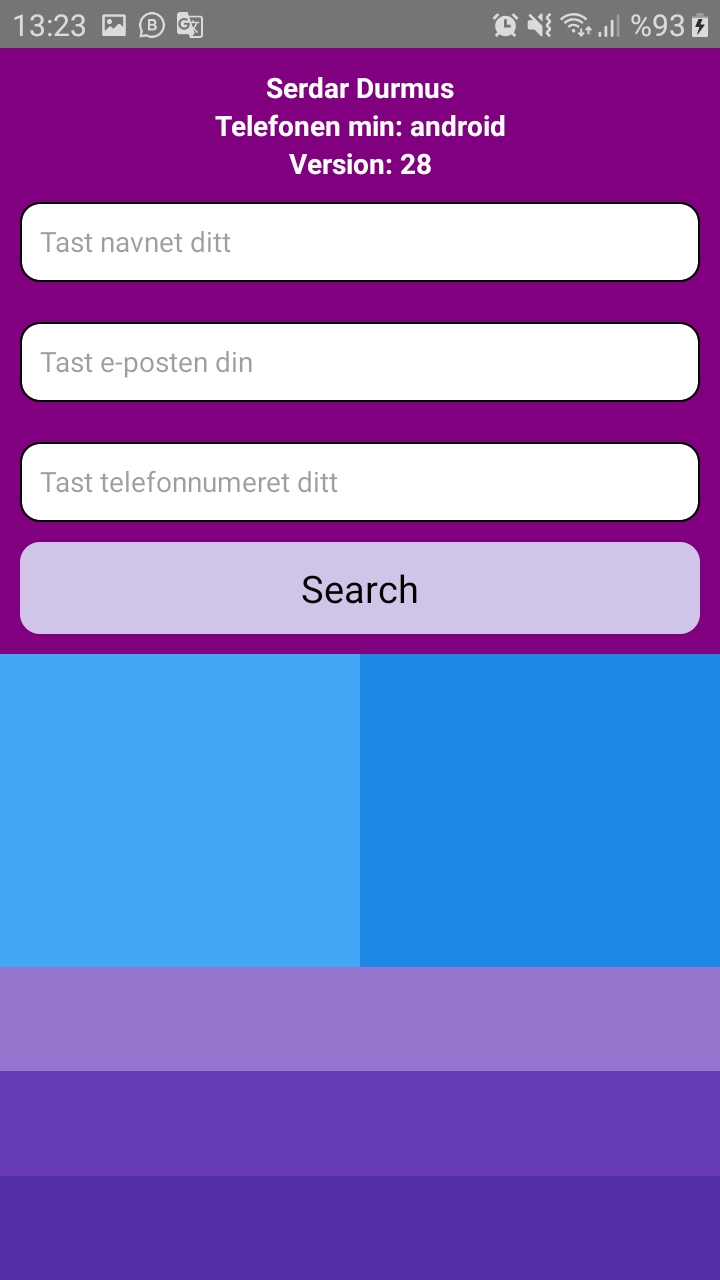 13:23 %93
Serdar Durmus
Telefonen min: android
Version: 28
Tast navnet ditt
Tast e-posten din
Tast telefonnumeret ditt
Search